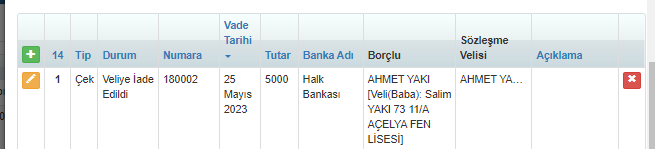 14 Tip Durum Numara Vade Tarihi Tutar Banka Adı Borçlu Sözleşme Velisi Açıklama
1 Çek Veliye İade Edildi 180002 25 Mayıs 2023 5000 Halk Bankası AHMET YAKI [Veli(Baba): Salim YAKI 73 11/A AÇELYA FEN LİSESİ] AHMET YA...